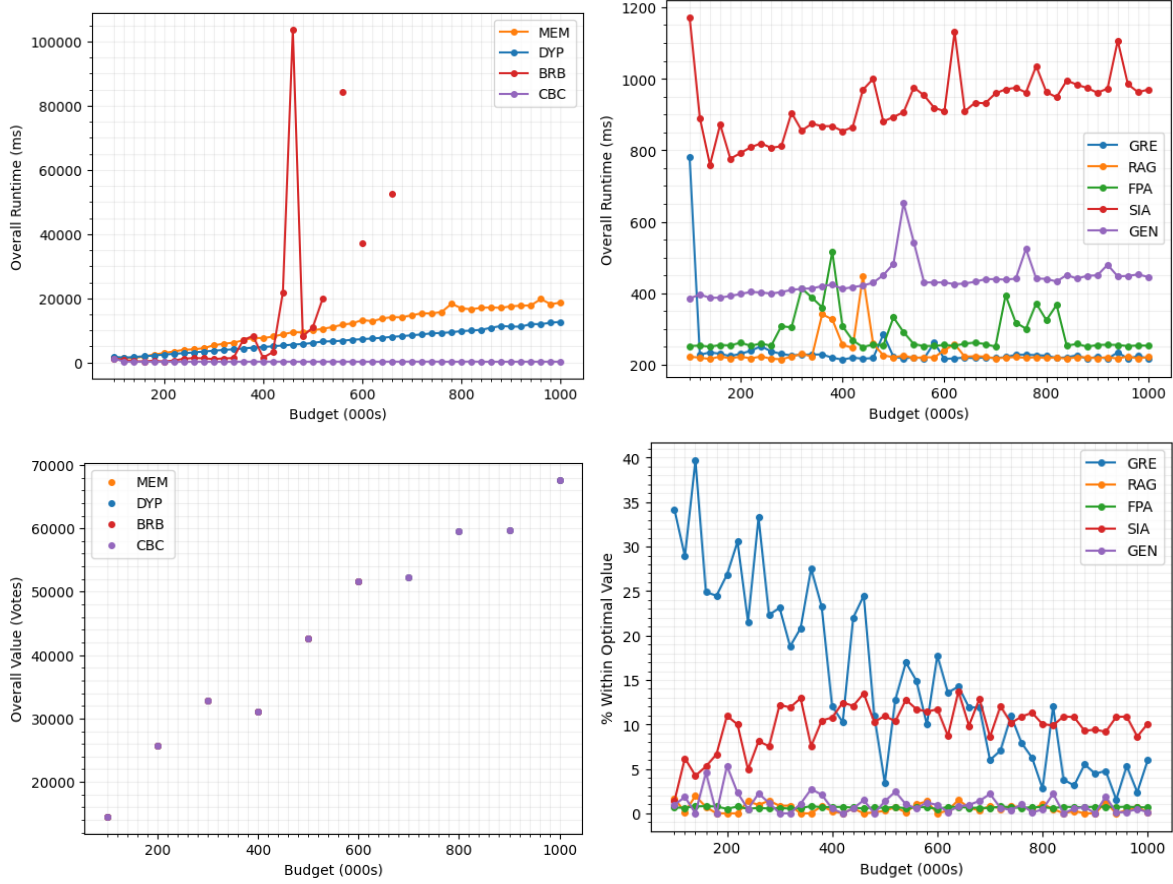 Overall Runtime (ms)
100000
80000
60000
40000
20000
0
MEM
DYP
BRB
CBC
200
400
600
800
1000
Budget (000s)
Overall Runtime (ms)
1200
1000
800
600
400
200
GRE
RAG
FPA
SIA
GEN
200
400
600
800
1000
Budget (000s)
Overall Value (Votes)
70000
60000
50000
40000
30000
20000
MEM
DYP
BRB
CBC
200
400
600
800
1000
Budget (000s)
% Within Optimal Value
40
35
30
25
20
15
10
5
0
GRE
RAG
FPA
SIA
GEN
200
400
600
800
1000
Budget (000s)